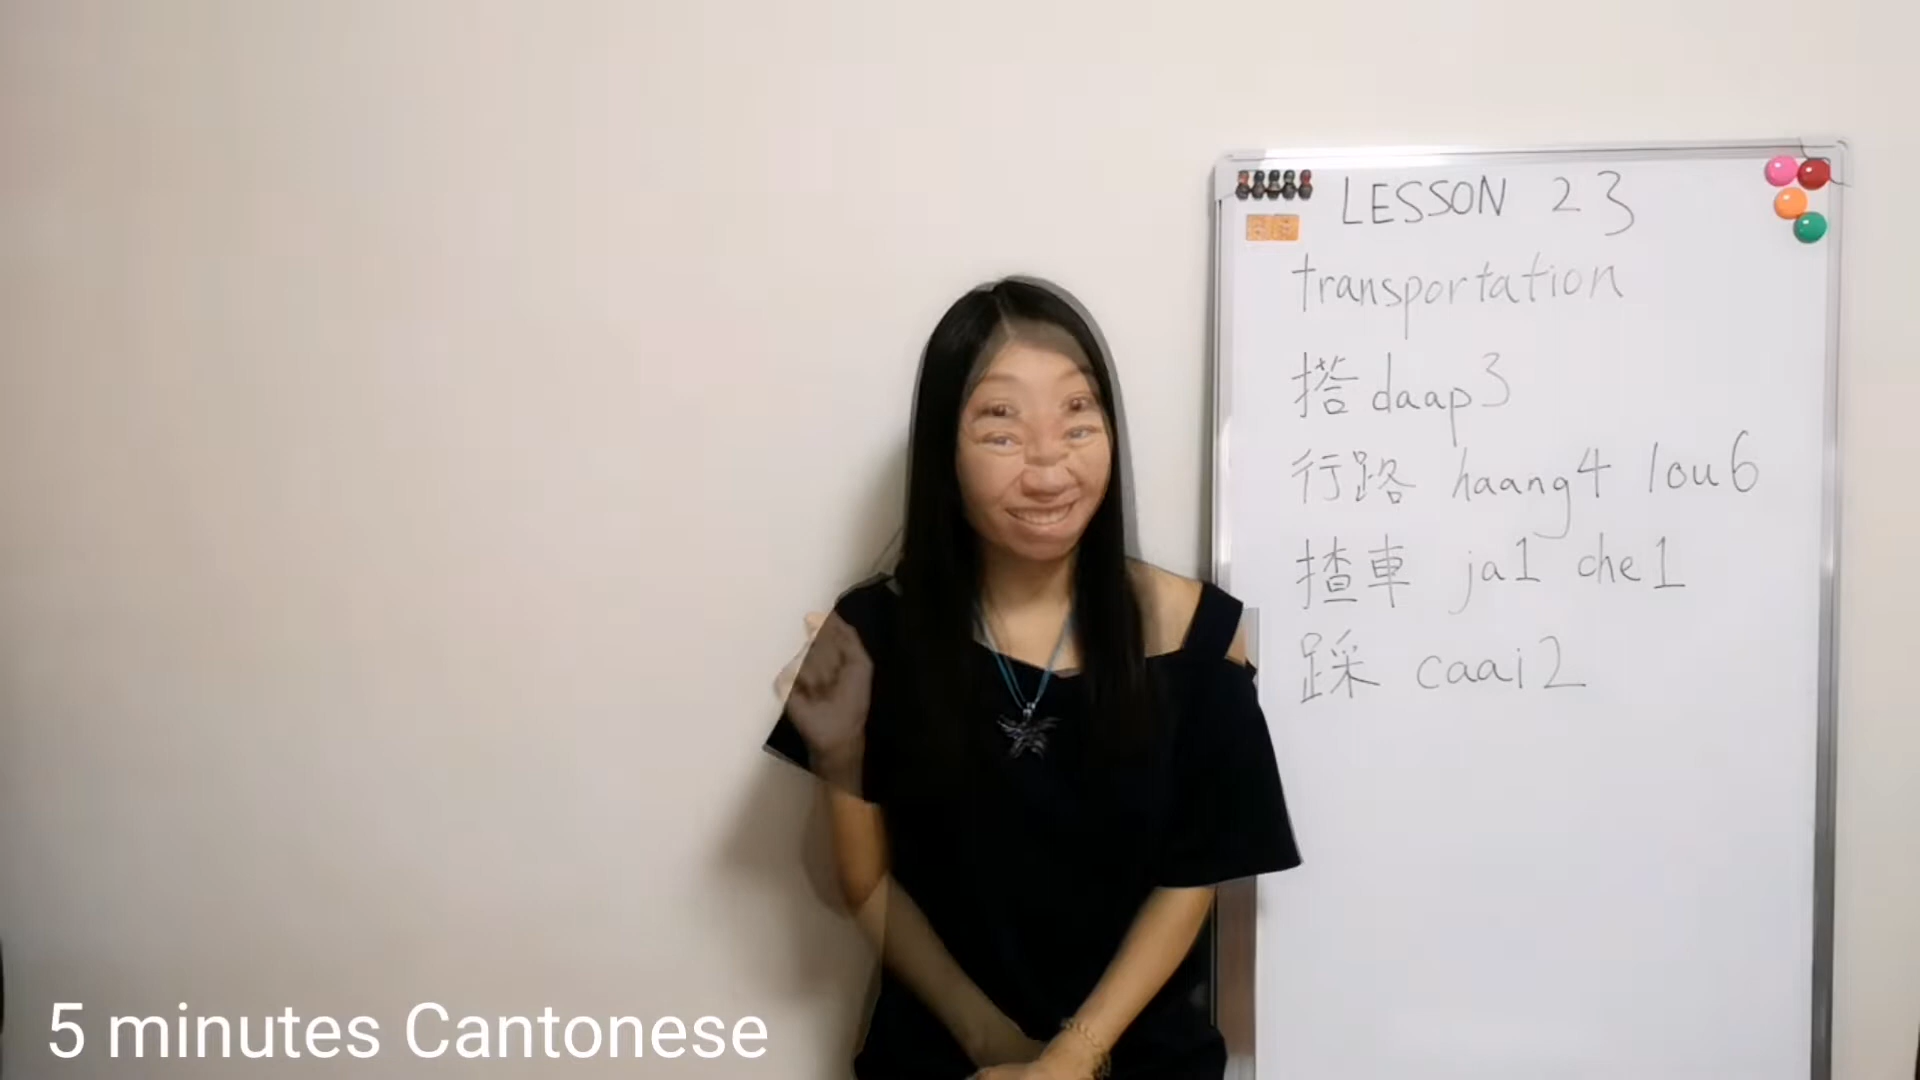 LESSON 23
transportation
搭 daap3
行路 haang4 lou6
揸車 ja1 che1
踩 caai2
5 minutes Cantonese